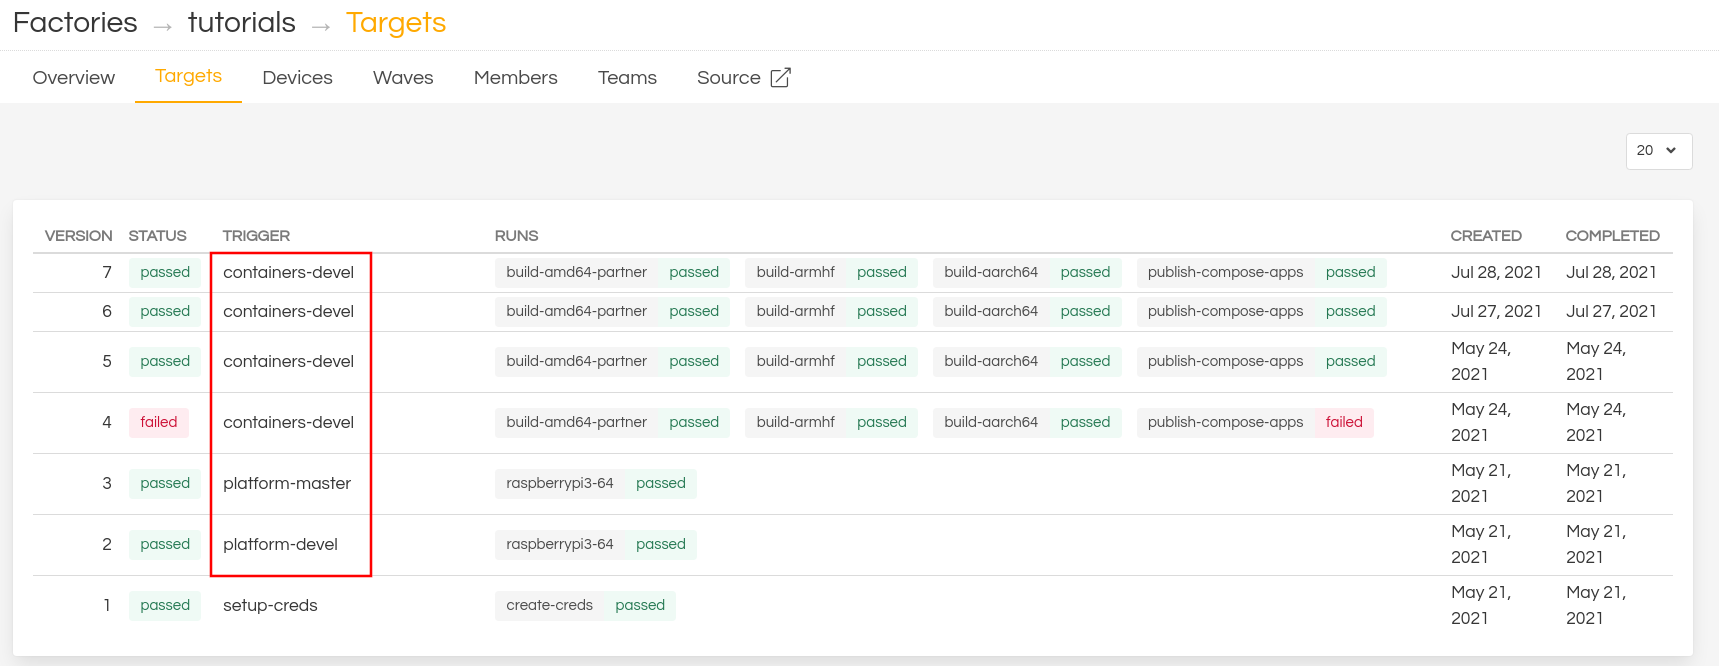 Factories → tutorials → Targets
Overview Targets Devices Waves Members Teams Source
20
VERSION STATUS TRIGGER RUNS CREATED COMPLETED
7 passed containers-devel build-amd64-partner passed build-armhf passed build-aarch64 passed publish-compose-apps passed Jul 28, 2021 Jul 28, 2021
6 passed containers-devel build-amd64-partner passed build-armhf passed build-aarch64 passed publish-compose-apps passed Jul 27, 2021 Jul 27, 2021
5 passed containers-devel build-amd64-partner passed build-armhf passed build-aarch64 passed publish-compose-apps passed May 24, 2021 May 24, 2021
4 failed containers-devel build-amd64-partner passed build-armhf passed build-aarch64 passed publish-compose-apps failed May 24, 2021 May 24, 2021
3 passed platform-master raspberrypi3-64 passed May 21, 2021 May 21, 2021
2 passed platform-devel raspberrypi3-64 passed May 21, 2021 May 21, 2021
1 passed setup-creds create-creds passed May 21, 2021 May 21, 2021